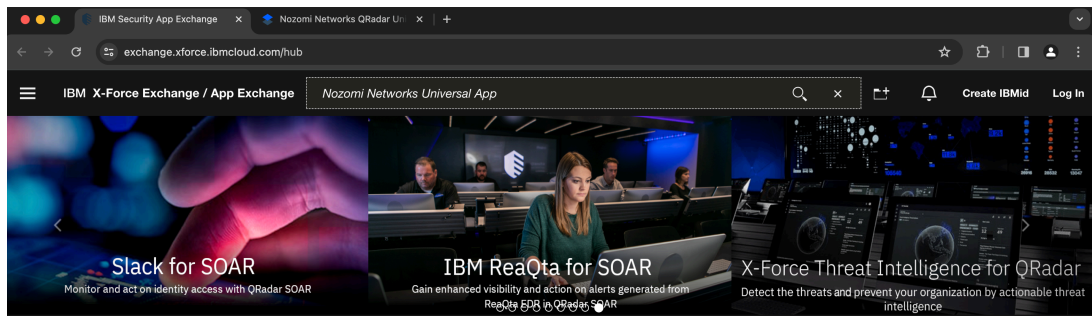 IBM Security App Exchange
Nozomi Networks QRadar Un
exchange.xforce.ibmcloud.com/hub
IBM X-Force Exchange / App Exchange
Nozomi Networks Universal App
Create IBMid
Log In
Slack for SOAR
Monitor and act on identity access with QRadar SOAR
IBM ReaQta for SOAR
Gain enhanced visibility and action on alerts generated from
ReaQta EDR in QRadar SOAR
X-Force Threat Intelligence for QRadar
Detect the threats and prevent your organization by actionable threat
intelligence